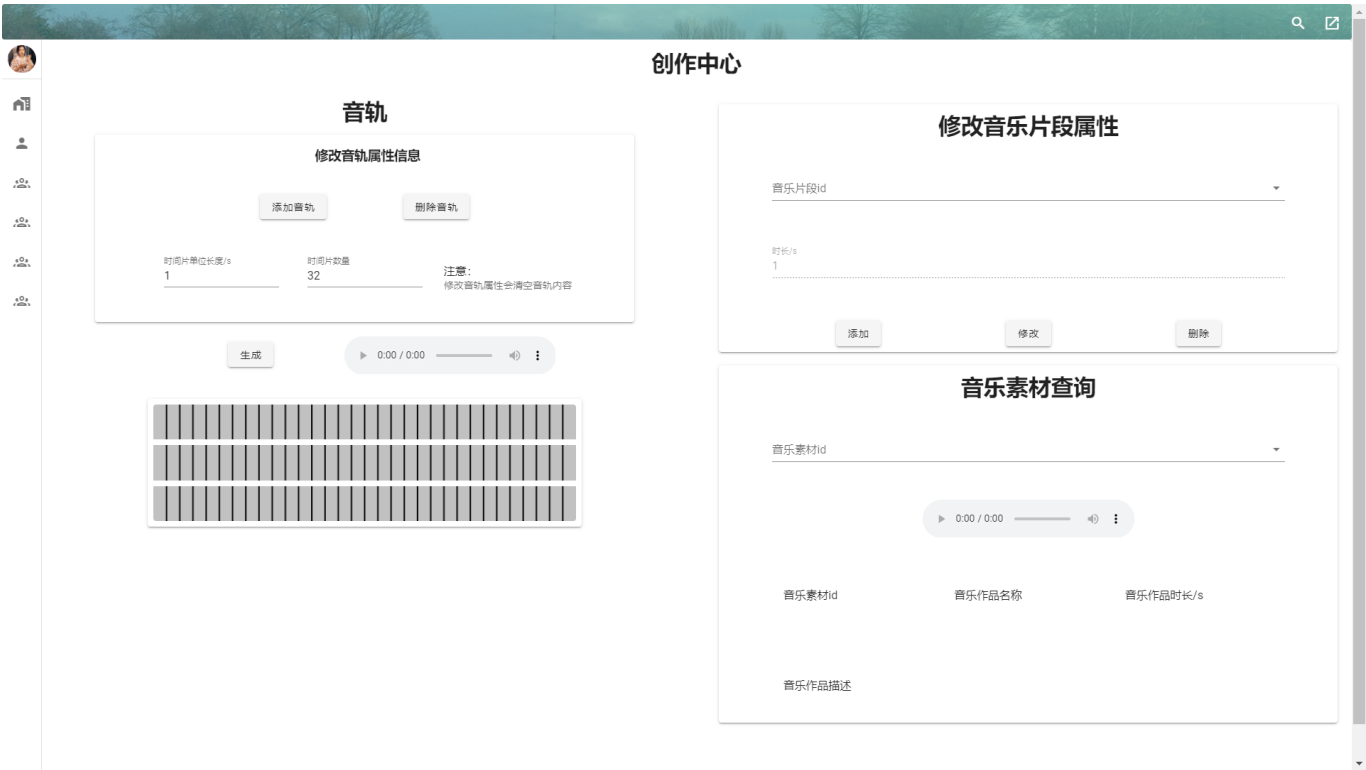 创作中心
音轨
修改音轨属性信息
添加音轨
删除音轨
时间片单位长度/s
1
时间片数量
32
注意：
修改音轨属性会清空音轨内容
生成
0:00 / 0:00
修改音乐片段属性
音乐片段id
时长/s
1
添加
修改
删除
音乐素材查询
音乐素材id
0:00 / 0:00
音乐素材id
音乐作品名称
音乐作品时长/s
音乐作品描述